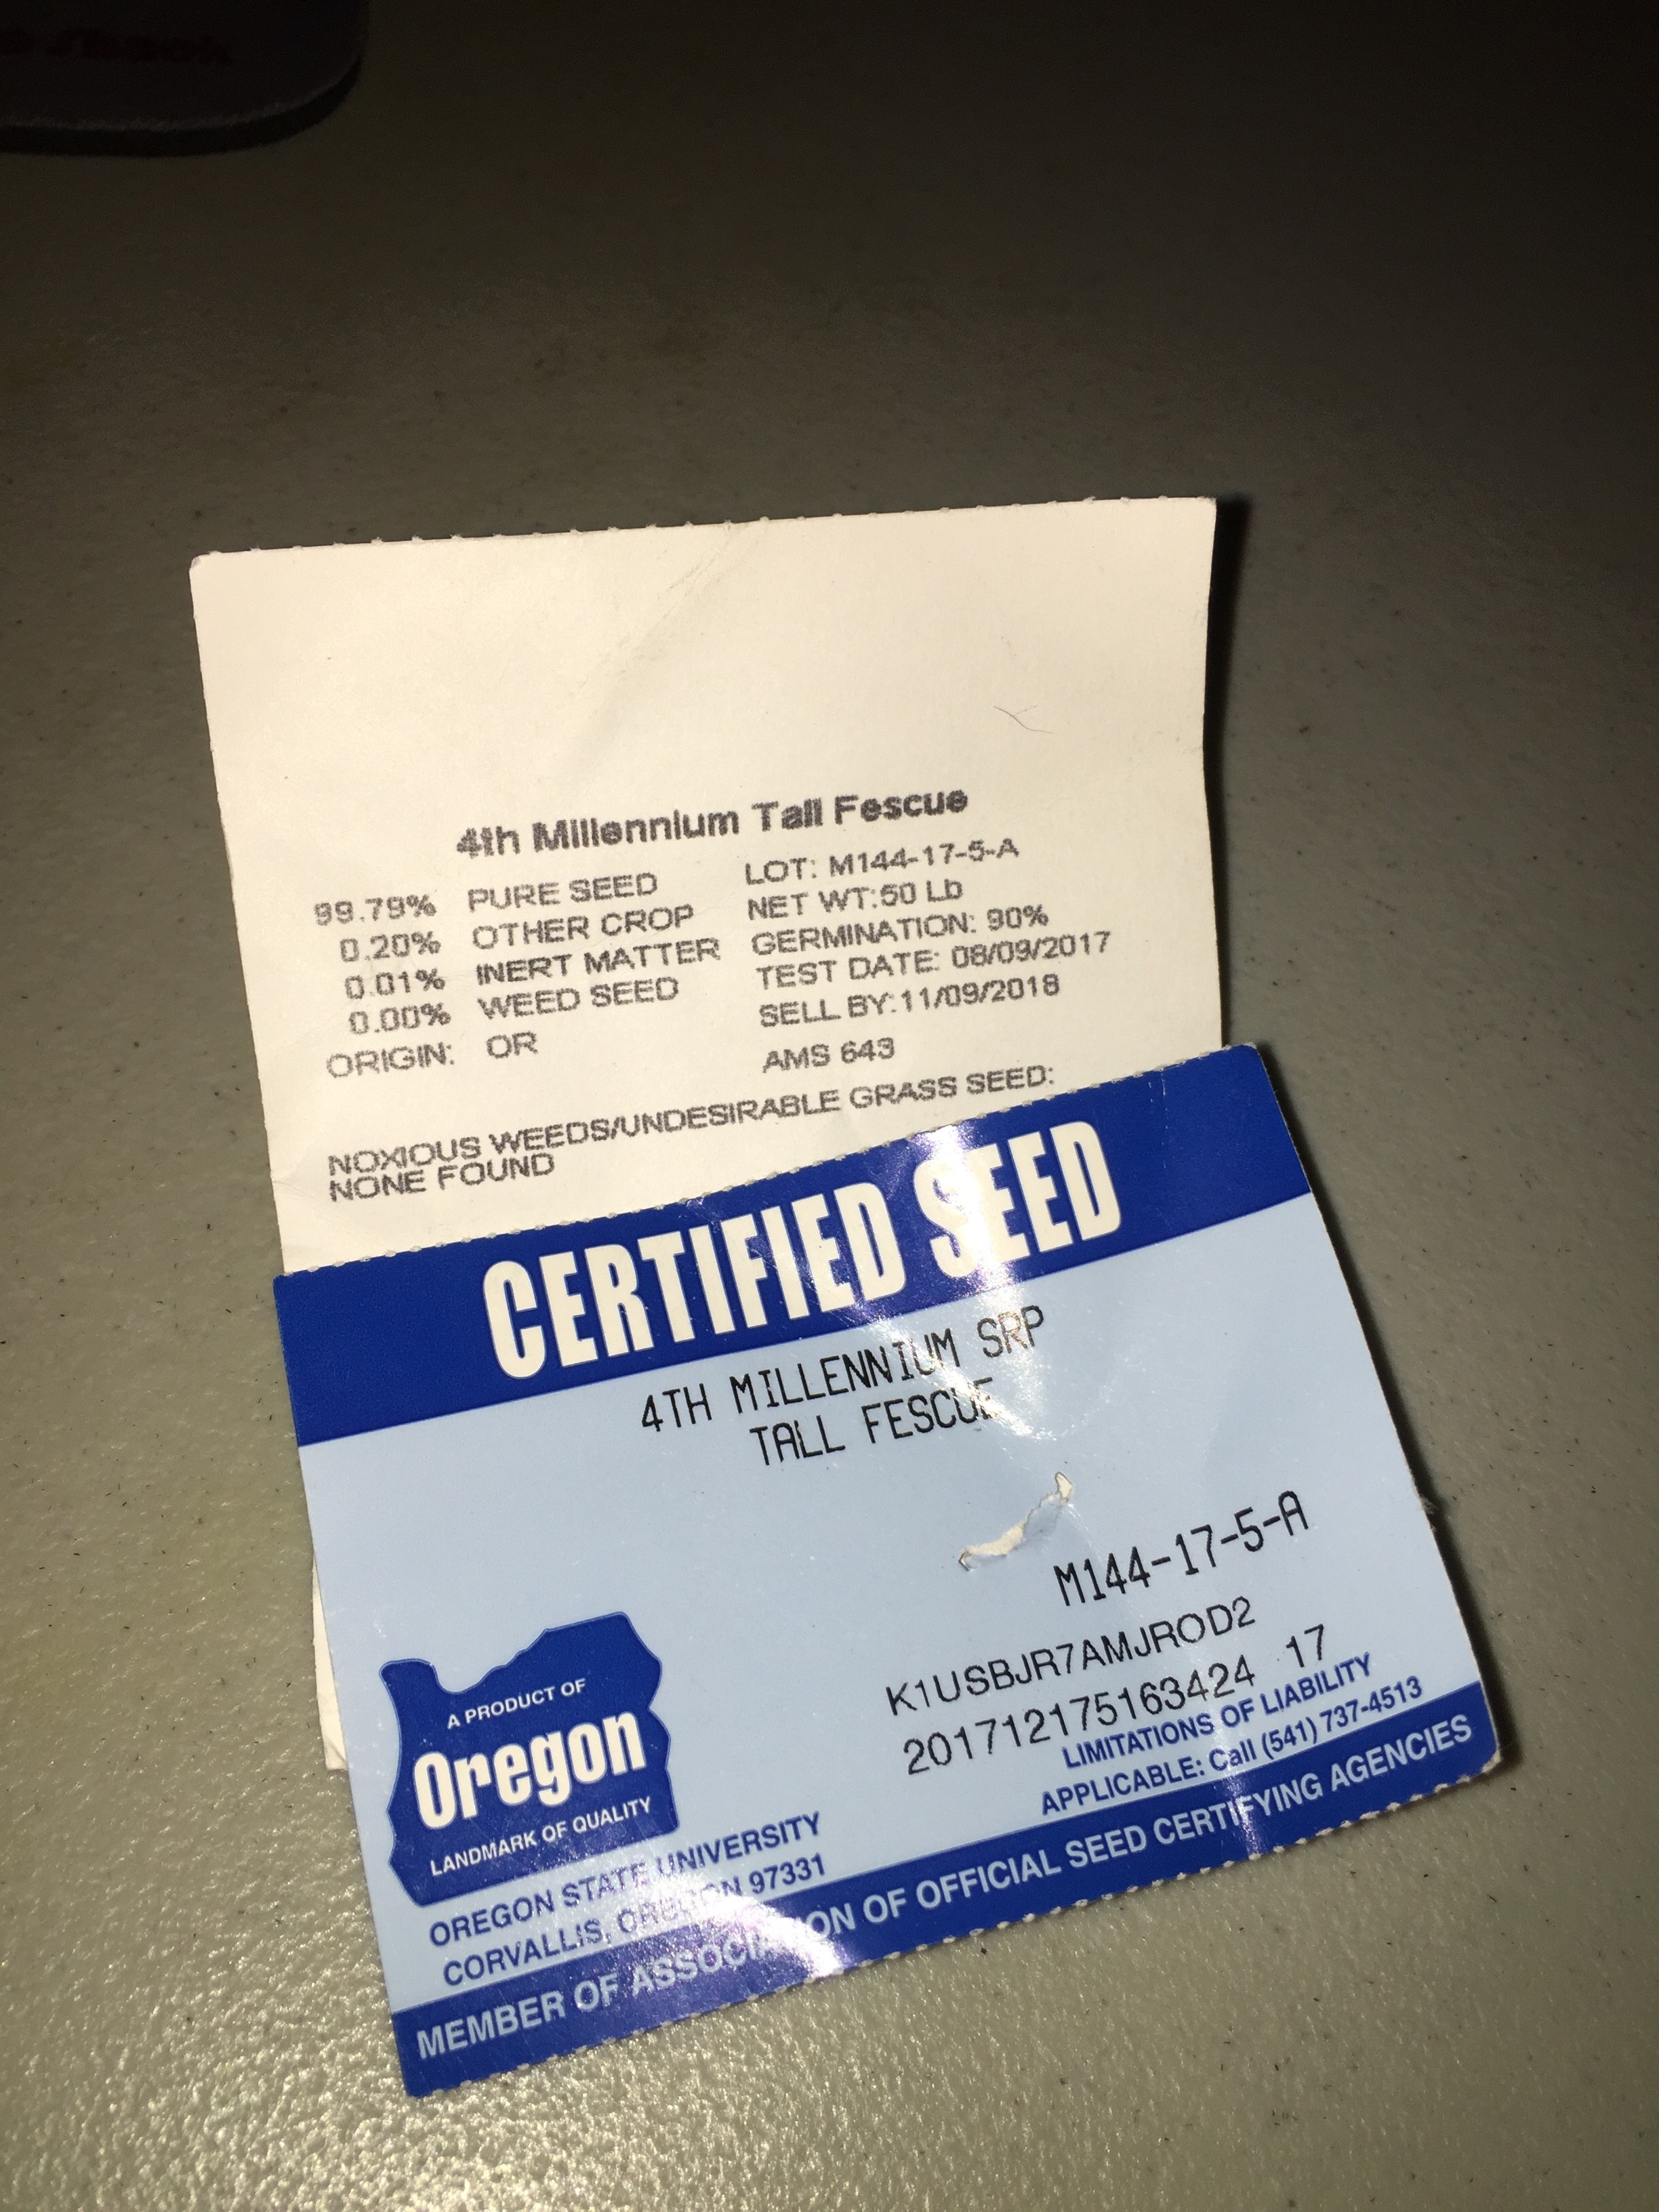 4th Millennium Tall Fescue
99.79% PURE SEED LOT: M144-17-5-A
0.20% OTHER CROP NET WT:50 Lb
0.01% INERT MATTER GERMINATION: 90%
0.00% WEED SEED TEST DATE: 08/09/2017
ORIGIN: OR SELL BY:11/09/2018
AMS 643
NOXIOUS WEEDS/UNDESIRABLE GRASS SEED:
NONE FOUND
CERTIFIED SEED
4TH MILLENNIUM SRP
TALL FESCUE
M144-17-5-A
K1USBJR7AMJROD2
201712175163424 17
LIMITATIONS OF LIABILITY
APPLICABLE: Call (541) 737-4513
A PRODUCT OF
Oregon
LANDMARK OF QUALITY
OREGON STATE UNIVERSITY
CORVALLIS, OREGON 97331
MEMBER OF ASSOCIATION OF OFFICIAL SEED CERTIFYING AGENCIES